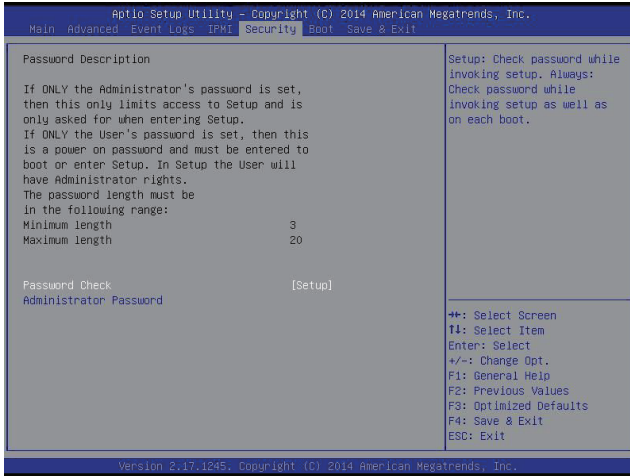 Aptio Setup Utility - Copyright (C) 2014 American Megatrends, Inc.
Main Advanced Event Logs IPMI Security Boot Save & Exit
Password Description
If ONLY the Administrator's password is set,
then this only limits access to Setup and is
only asked for when entering Setup.
If ONLY the User's password is set, then this
is a power on password and must be entered to
boot or enter Setup. In Setup the User will
have Administrator rights.
The password length must be
in the following range:
Minimum length 3
Maximum length 20
Password Check [Setup]
Administrator Password
Setup: Check password while
invoking setup. Always:
Check password while
invoking setup as well as
on each boot.
→←: Select Screen
↑↓: Select Item
Enter: Select
+/-: Change Opt.
F1: General Help
F2: Previous Values
F3: Optimized Defaults
F4: Save & Exit
ESC: Exit
Version 2.17.1245. Copyright (C) 2014 American Megatrends, Inc.